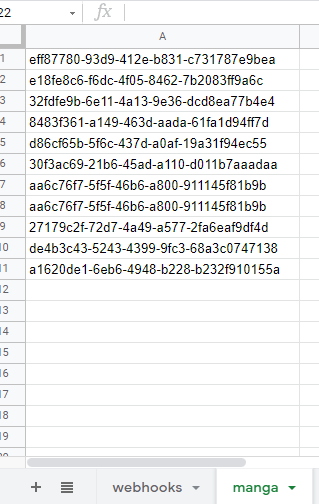 22 fx
A
1 eff87780-93d9-412e-b831-c731787e9bea
2 e18fe8c6-f6dc-4f05-8462-7b2083ff9a6c
3 32fdfe9b-6e11-4a13-9e36-dcd8ea77b4e4
4 8483f361-a149-463d-aada-61fa1d94ff7d
5 d86cf65b-5f6c-437d-a0af-19a31f94ec55
6 30f3ac69-21b6-45ad-a110-d011b7aaadaa
7 aa6c76f7-5f5f-46b6-a800-911145f81b9b
8 aa6c76f7-5f5f-46b6-a800-911145f81b9b
9 27179c2f-72d7-4a49-a577-2fa6eaf9df4d
10 de4b3c43-5243-4399-9fc3-68a3c0747138
11 a1620de1-6eb6-4948-b228-b232f910155a
12
13
14
15
16
17
18
19
webhooks manga